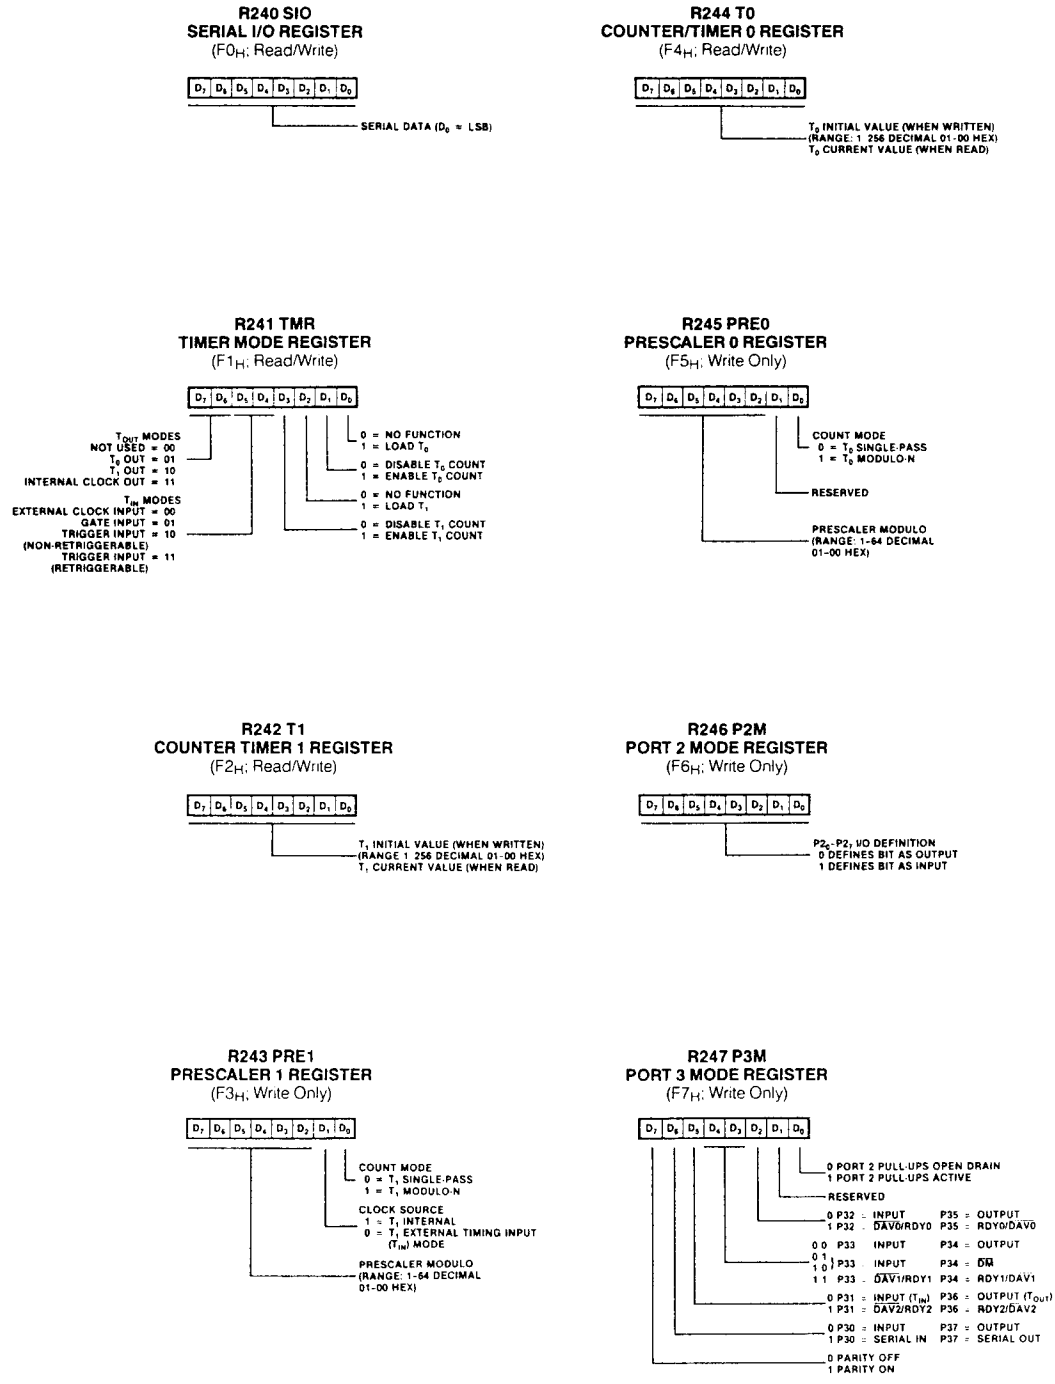 R240 SIO
SERIAL I/O REGISTER
(F0H; Read/Write)
D7 D6 D5 D4 D3 D2 D1 D0
SERIAL DATA (D0 = LSB)
R244 T0
COUNTER/TIMER 0 REGISTER
(F4H; Read/Write)
D7 D6 D5 D4 D3 D2 D1 D0
T0 INITIAL VALUE (WHEN WRITTEN)
(RANGE: 1 256 DECIMAL 01-00 HEX)
T0 CURRENT VALUE (WHEN READ)
R241 TMR
TIMER MODE REGISTER
(F1H; Read/Write)
D7 D6 D5 D4 D3 D2 D1 D0
TOUT MODES
NOT USED = 00
T0 OUT = 01
T1 OUT = 10
INTERNAL CLOCK OUT = 11
TIN MODES
EXTERNAL CLOCK INPUT = 00
GATE INPUT = 01
TRIGGER INPUT = 10
(NON-RETRIGGERABLE)
TRIGGER INPUT = 11
(RETRIGGERABLE)
0 = NO FUNCTION
1 = LOAD T0
0 = DISABLE T0 COUNT
1 = ENABLE T0 COUNT
0 = NO FUNCTION
1 = LOAD T1
0 = DISABLE T1 COUNT
1 = ENABLE T1 COUNT
R245 PRE0
PRESCALER 0 REGISTER
(F5H; Write Only)
D7 D6 D5 D4 D3 D2 D1 D0
COUNT MODE
0 = T0 SINGLE-PASS
1 = T0 MODULO-N
RESERVED
PRESCALER MODULO
(RANGE: 1-64 DECIMAL
01-00 HEX)
R242 T1
COUNTER TIMER 1 REGISTER
(F2H; Read/Write)
D7 D6 D5 D4 D3 D2 D1 D0
T1 INITIAL VALUE (WHEN WRITTEN)
(RANGE 1 256 DECIMAL 01-00 HEX)
T1 CURRENT VALUE (WHEN READ)
R246 P2M
PORT 2 MODE REGISTER
(F6H; Write Only)
D7 D6 D5 D4 D3 D2 D1 D0
P20-P27 I/O DEFINITION
0 DEFINES BIT AS OUTPUT
1 DEFINES BIT AS INPUT
R243 PRE1
PRESCALER 1 REGISTER
(F3H; Write Only)
D7 D6 D5 D4 D3 D2 D1 D0
COUNT MODE
0 = T1 SINGLE-PASS
1 = T1 MODULO-N
CLOCK SOURCE
1 = T1 INTERNAL
0 = T1 EXTERNAL TIMING INPUT
(TIN) MODE
PRESCALER MODULO
(RANGE: 1-64 DECIMAL
01-00 HEX)
R247 P3M
PORT 3 MODE REGISTER
(F7H; Write Only)
D7 D6 D5 D4 D3 D2 D1 D0
0 PORT 2 PULL-UPS OPEN DRAIN
1 PORT 2 PULL-UPS ACTIVE
RESERVED
0 P32 = INPUT P35 = OUTPUT
1 P32 = DAV0/RDY0 P35 = RDY0/DAV0
0 0 P33 INPUT P34 = OUTPUT
0 1
1 0 } P33 INPUT P34 = DM
1 1 P33 = DAV1/RDY1 P34 = RDY1/DAV1
0 P31 = INPUT (TIN) P36 = OUTPUT (TOUT)
1 P31 = DAV2/RDY2 P36 = RDY2/DAV2
0 P30 = INPUT P37 = OUTPUT
1 P30 = SERIAL IN P37 = SERIAL OUT
0 PARITY OFF
1 PARITY ON